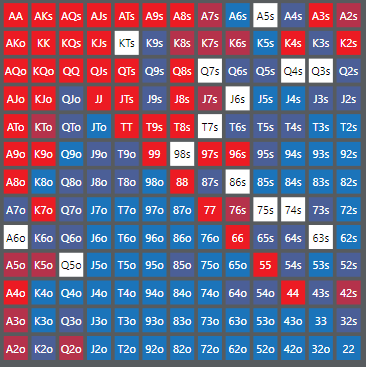 AA AKs AQs AJs ATs A9s A8s A7s A6s A5s A4s A3s A2s
AKo KK KQs KJs KTs K9s K8s K7s K6s K5s K4s K3s K2s
AQo KQo QQ QJs QTs Q9s Q8s Q7s Q6s Q5s Q4s Q3s Q2s
AJo KJo QJo JJ JTs J9s J8s J7s J6s J5s J4s J3s J2s
ATo KTo QTo JTo TT T9s T8s T7s T6s T5s T4s T3s T2s
A9o K9o Q9o J9o T9o 99 98s 97s 96s 95s 94s 93s 92s
A8o K8o Q8o J8o T8o 98o 88 87s 86s 85s 84s 83s 82s
A7o K7o Q7o J7o T7o 97o 87o 77 76s 75s 74s 73s 72s
A6o K6o Q6o J6o T6o 96o 86o 76o 66 65s 64s 63s 62s
A5o K5o Q5o J5o T5o 95o 85o 75o 65o 55 54s 53s 52s
A4o K4o Q4o J4o T4o 94o 84o 74o 64o 54o 44 43s 42s
A3o K3o Q3o J3o T3o 93o 83o 73o 63o 53o 43o 33 32s
A2o K2o Q2o J2o T2o 92o 82o 72o 62o 52o 42o 32o 22